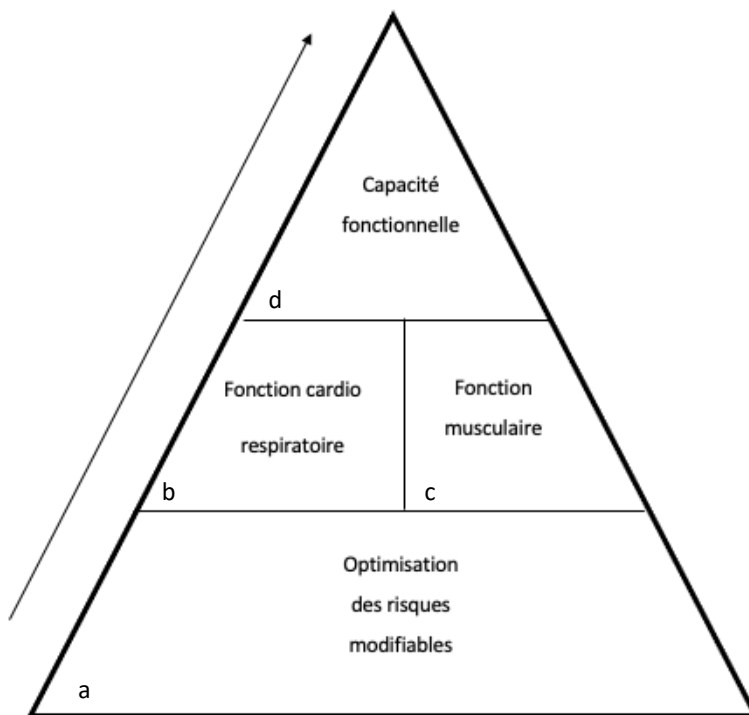 Capacité
fonctionnelle
d
Fonction cardio
respiratoire
b
Fonction
musculaire
c
Optimisation
des risques
modifiables
a